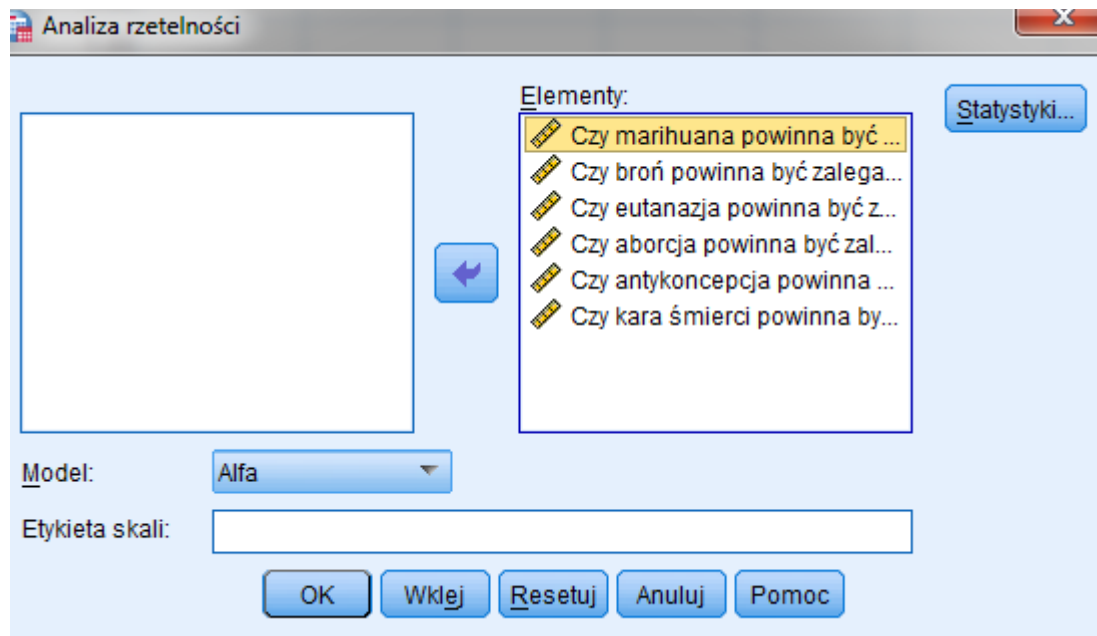 Analiza rzetelności
Elementy:
Statystyki...
Czy marihuana powinna być ...
Czy broń powinna być zalega...
Czy eutanazja powinna być z...
Czy aborcja powinna być zal...
Czy antykoncepcja powinna ...
Czy kara śmierci powinna by...
Model: Alfa
Etykieta skali:
OK Wklej Resetuj Anuluj Pomoc